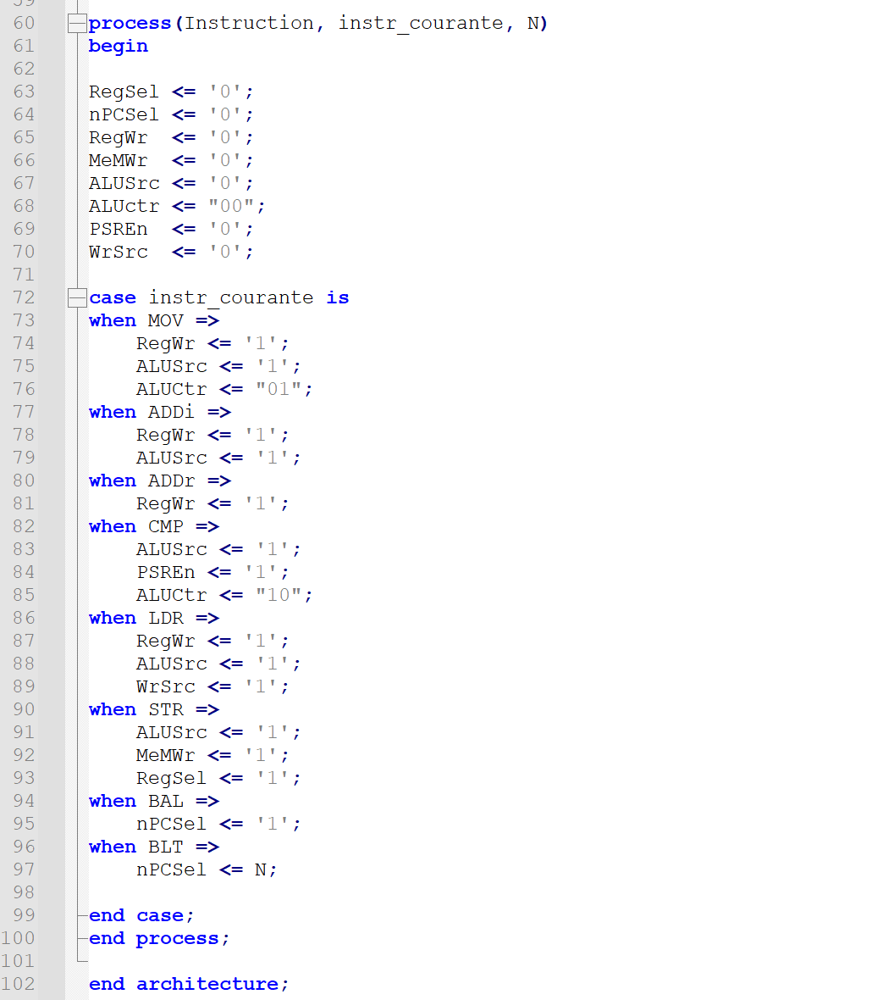 60 process(Instruction, instr_courante, N)
61 begin
62
63 RegSel <= '0';
64 nPCSel <= '0';
65 RegWr  <= '0';
66 MeMWr  <= '0';
67 ALUSrc <= '0';
68 ALUctr <= "00";
69 PSREn  <= '0';
70 WrSrc  <= '0';
71
72 case instr_courante is
73 when MOV =>
74     RegWr <= '1';
75     ALUSrc <= '1';
76     ALUCtr <= "01";
77 when ADDi =>
78     RegWr <= '1';
79     ALUSrc <= '1';
80 when ADDr =>
81     RegWr <= '1';
82 when CMP =>
83     ALUSrc <= '1';
84     PSREn <= '1';
85     ALUCtr <= "10";
86 when LDR =>
87     RegWr <= '1';
88     ALUSrc <= '1';
89     WrSrc <= '1';
90 when STR =>
91     ALUSrc <= '1';
92     MeMWr <= '1';
93     RegSel <= '1';
94 when BAL =>
95     nPCSel <= '1';
96 when BLT =>
97     nPCSel <= N;
98
99 end case;
100 end process;
101
102 end architecture;